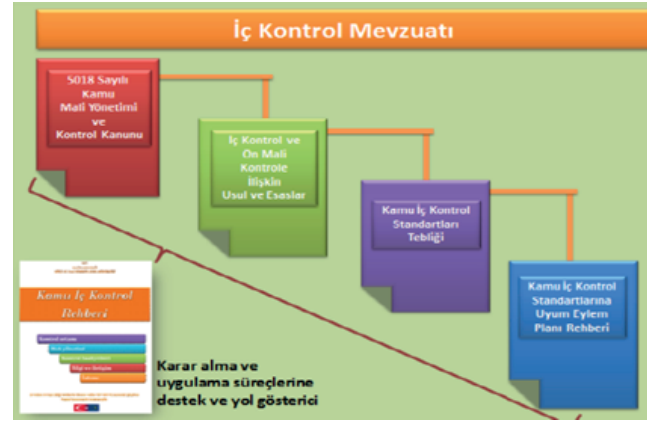 İç Kontrol Mevzuatı
5018 Sayılı
Kamu
Mali Yönetimi
ve
Kontrol Kanunu
İç Kontrol ve
Ön Mali
Kontrole
İlişkin
Usul ve Esaslar
Kamu İç Kontrol
Standartları
Tebliği
Kamu İç Kontrol
Standartlarına
Uyum Eylem
Planı Rehberi
Kamu İç Kontrol
Rehberi
Karar alma ve
uygulama süreçlerine
destek ve yol gösterici